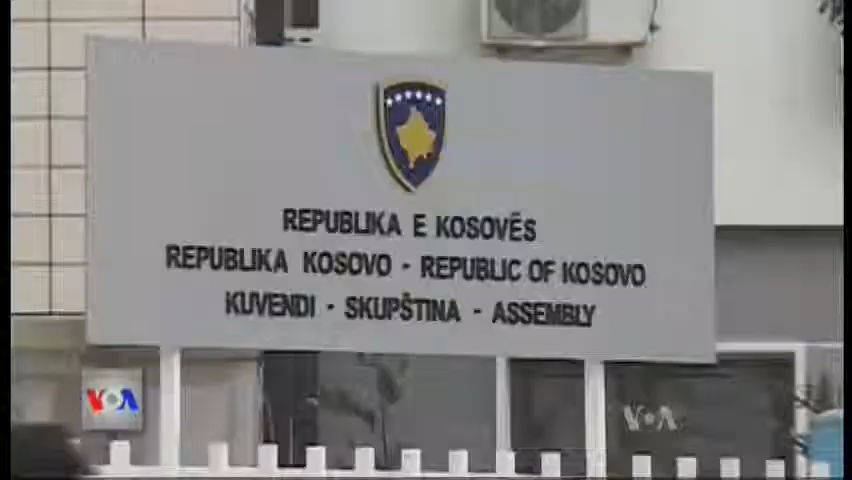 REPUBLIKA E KOSOVËS
REPUBLIKA KOSOVO - REPUBLIC OF KOSOVO
KUVENDI - SKUPŠTINA - ASSEMBLY
VOA
VOA